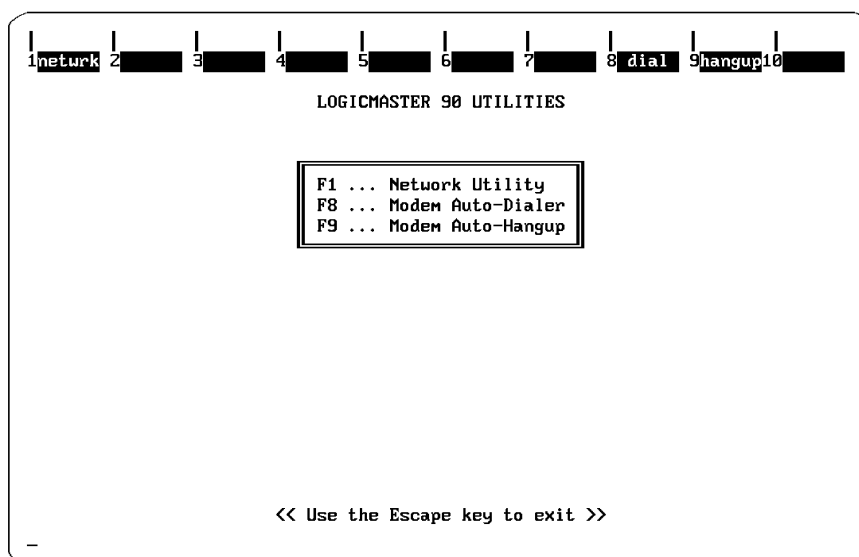 1netwrk 2 3 4 5 6 7 8 dial 9hangup10
LOGICMASTER 90 UTILITIES
F1 ... Network Utility
F8 ... Modem Auto-Dialer
F9 ... Modem Auto-Hangup
<< Use the Escape key to exit >>
_